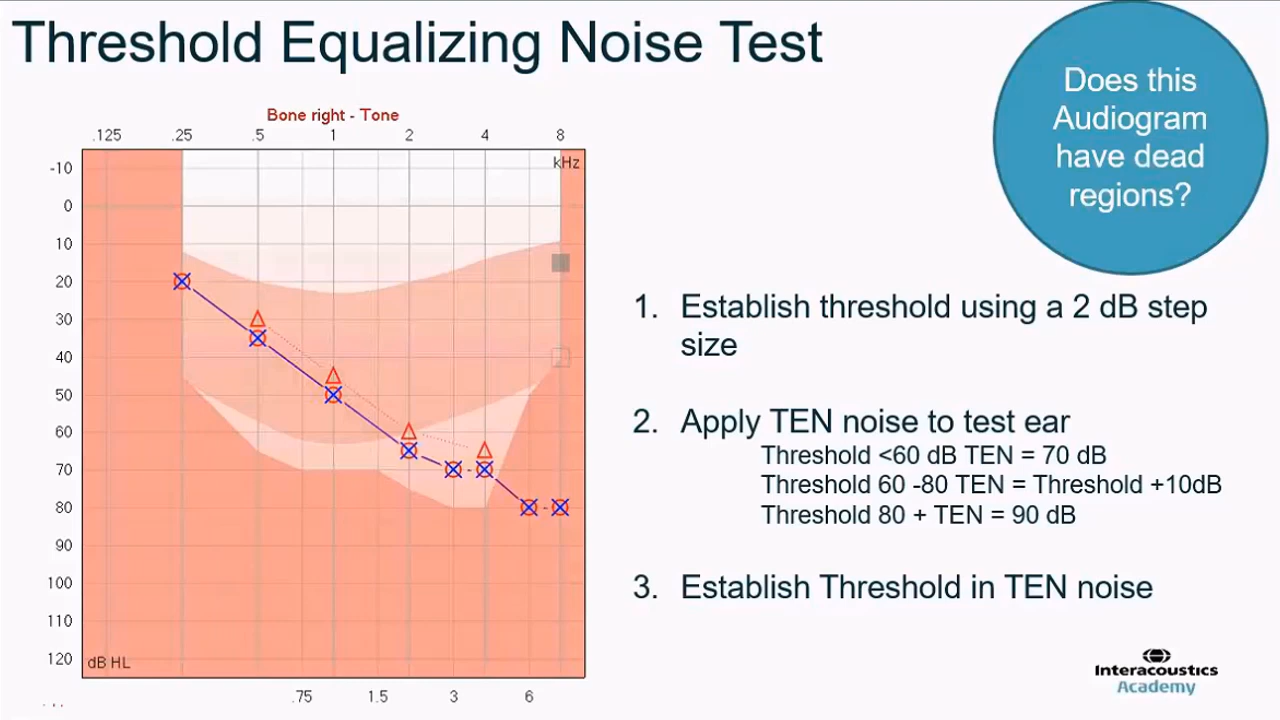 Threshold Equalizing Noise Test
Does this
Audiogram
have dead
regions?
Bone right - Tone
.125 .25 .5 1 2 4 8
kHz
-10
0
10
20
30
40
50
60
70
80
90
100
110
120
dB HL
.75 1.5 3 6
1. Establish threshold using a 2 dB step
size
2. Apply TEN noise to test ear
Threshold <60 dB TEN = 70 dB
Threshold 60 -80 TEN = Threshold +10dB
Threshold 80 + TEN = 90 dB
3. Establish Threshold in TEN noise
Interacoustics
Academy